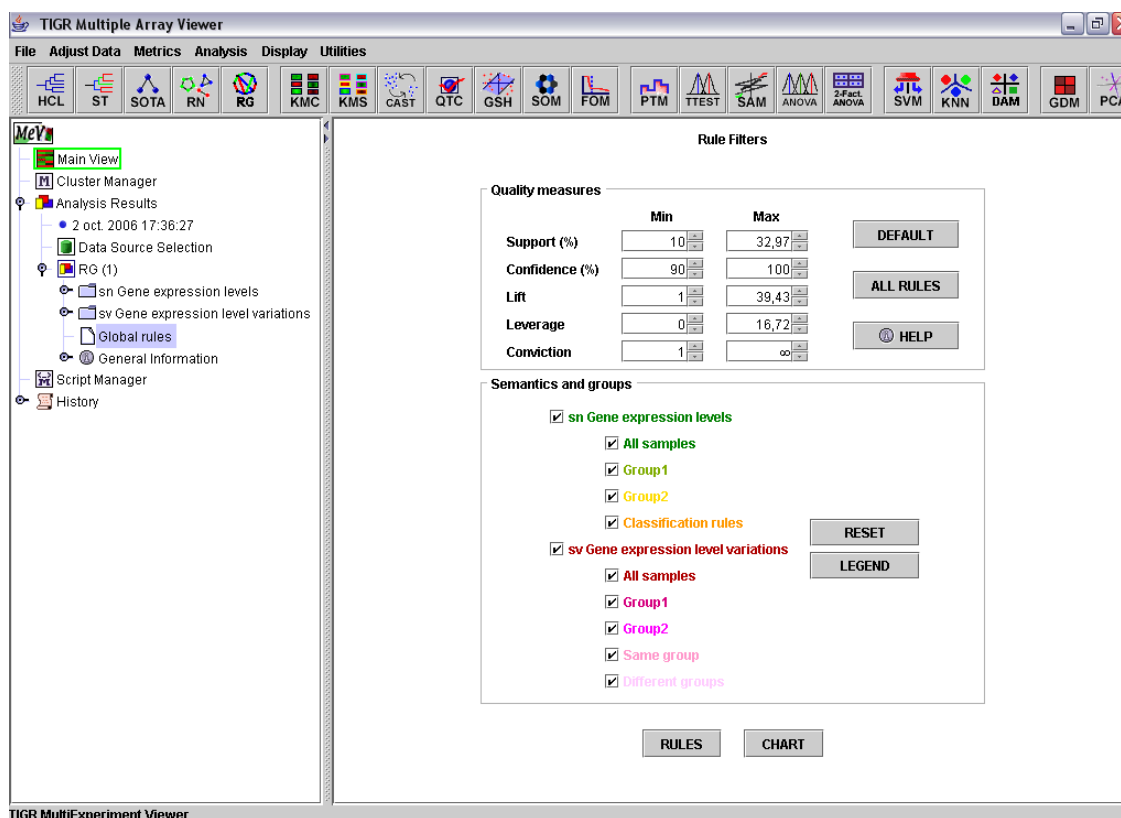 TIGR Multiple Array Viewer
File Adjust Data Metrics Analysis Display Utilities
HCL ST SOTA RN RG KMC KMS CAST QTC GSH SOM FOM PTM TTEST SAM ANOVA 2-Fact. ANOVA SVM KNN DAM GDM PCA
MeV
Main View
M Cluster Manager
Analysis Results
2 oct. 2006 17:36:27
Data Source Selection
RG (1)
sn Gene expression levels
sv Gene expression level variations
Global rules
General Information
Script Manager
History
Rule Filters
Quality measures
Min Max
Support (%) 10 32,97 DEFAULT
Confidence (%) 90 100 ALL RULES
Lift 1 39,43
Leverage 0 16,72 HELP
Conviction 1 ∞
Semantics and groups
sn Gene expression levels
All samples
Group1
Group2
Classification rules
RESET
sv Gene expression level variations
LEGEND
All samples
Group1
Group2
Same group
Different groups
RULES CHART
TIGR MultiExperiment Viewer